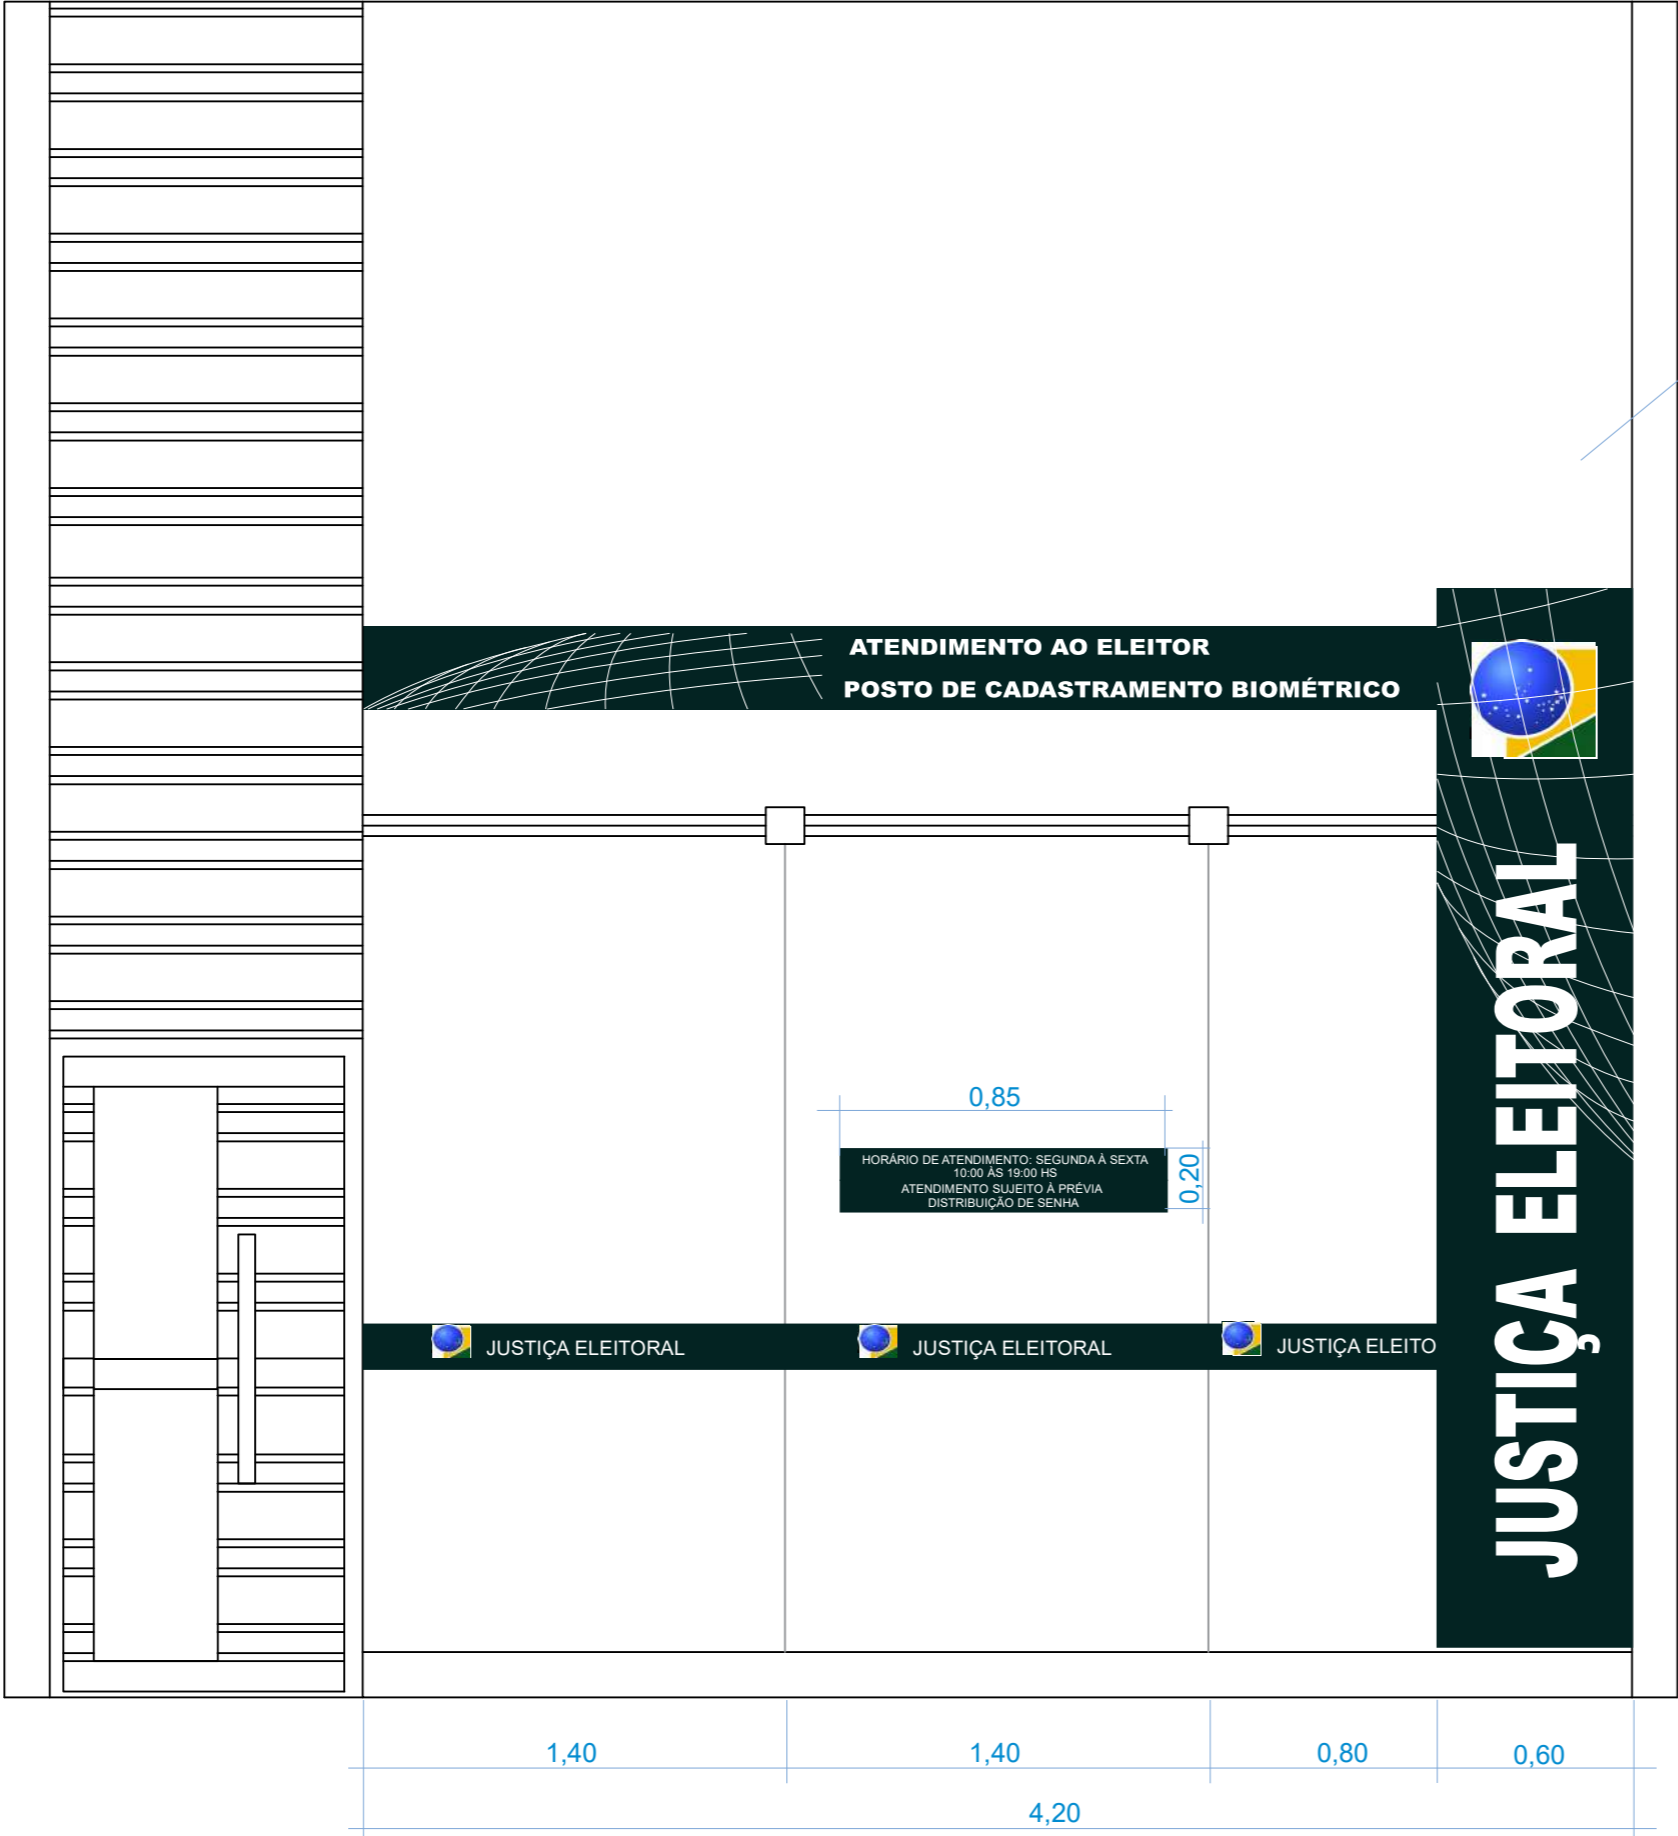 ATENDIMENTO AO ELEITOR
POSTO DE CADASTRAMENTO BIOMÉTRICO
JUSTIÇA ELEITORAL
0,85
HORÁRIO DE ATENDIMENTO: SEGUNDA À SEXTA
10:00 ÀS 19:00 HS
ATENDIMENTO SUJEITO À PRÉVIA
DISTRIBUIÇÃO DE SENHA
0,20
JUSTIÇA ELEITORAL
JUSTIÇA ELEITORAL
JUSTIÇA ELEITO
1,40
1,40
0,80
0,60
4,20